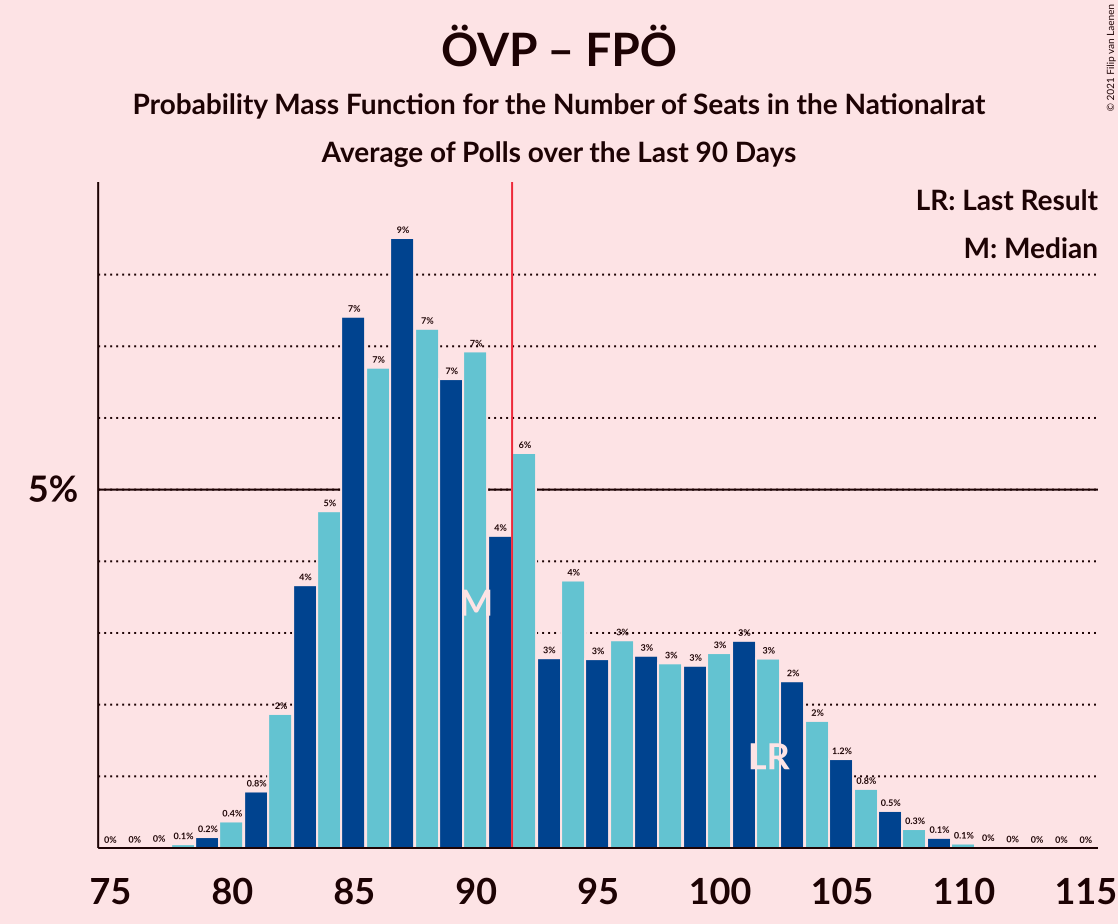 ÖVP – FPÖ
Probability Mass Function for the Number of Seats in the Nationalrat
Average of Polls over the Last 90 Days
© 2021 Filip van Laenen
LR: Last Result
M: Median
5%
0% 0% 0% 0.1% 0.2% 0.4% 0.8% 2% 4% 5% 7% 7% 9% 7% 7% 7% 4% 6% 3% 4% 3% 3% 3% 3% 3% 3% 3% 3% 2% 2% 1.2% 0.8% 0.5% 0.3% 0.1% 0.1% 0% 0% 0% 0% 0%
M
LR
75 80 85 90 95 100 105 110 115